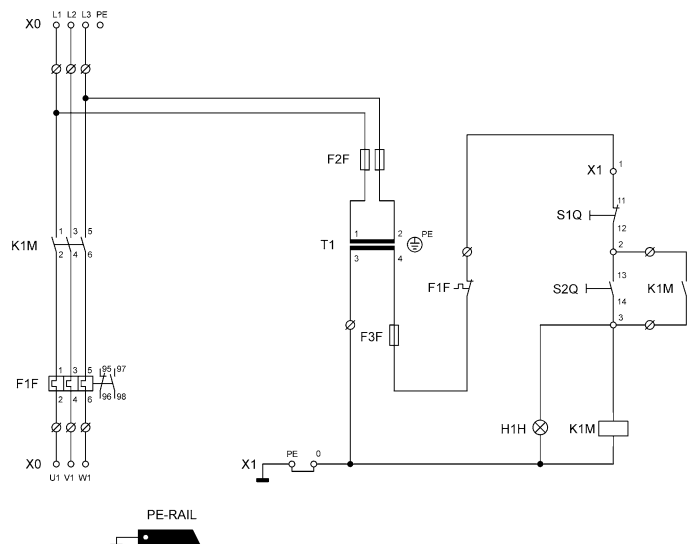 X0 L1 L2 L3 PE
F2F
X1 1
11
S1Q
12
1 3 5
K1M
2 4 6
1 2
T1 PE
3 4
2
13
F1F S2Q K1M
14
F3F 3
1 3 5 95 97
F1F
2 4 6 96 98
H1H K1M
X0 X1 PE 0
U1 V1 W1
PE-RAIL